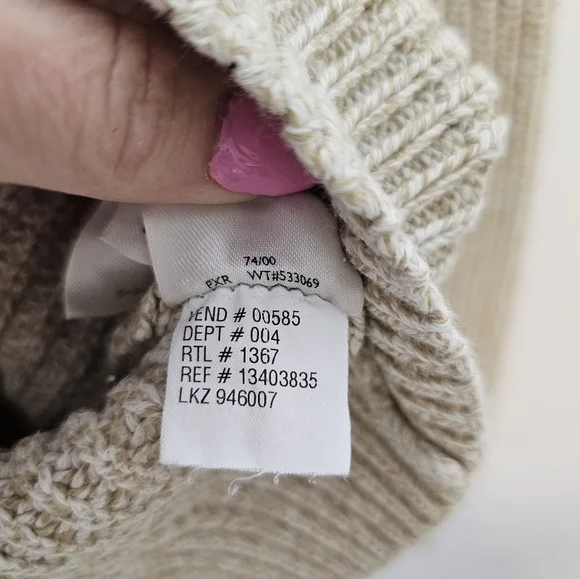 74/00
PXR WT#533069
VEND # 00585
DEPT # 004
RTL # 1367
REF # 13403835
LKZ 946007